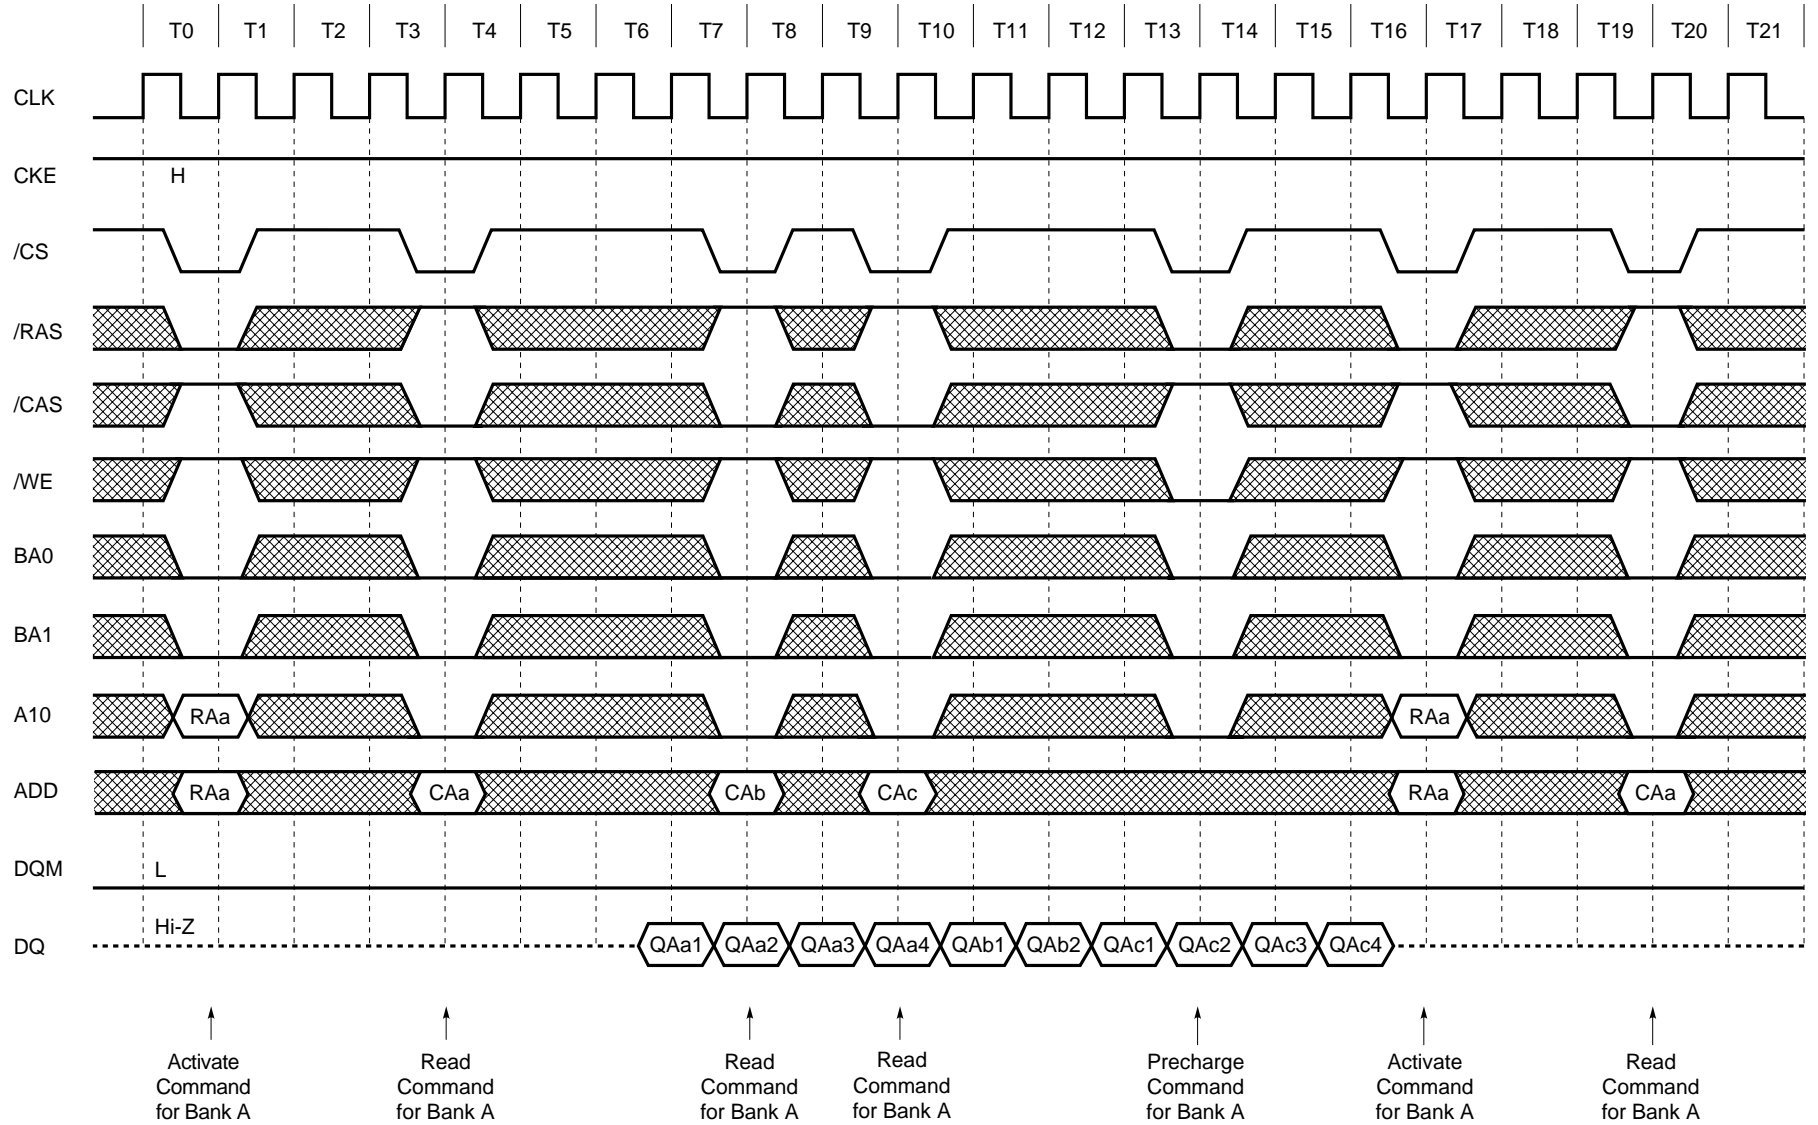 T0 T1 T2 T3 T4 T5 T6 T7 T8 T9 T10 T11 T12 T13 T14 T15 T16 T17 T18 T19 T20 T21
CLK
CKE H
/CS
/RAS
/CAS
/WE
BA0
BA1
A10 RAa RAa
ADD RAa CAa CAb CAc RAa CAa
DQM L
Hi-Z
DQ QAa1 QAa2 QAa3 QAa4 QAb1 QAb2 QAc1 QAc2 QAc3 QAc4
Activate
Command
for Bank A
Read
Command
for Bank A
Read
Command
for Bank A
Read
Command
for Bank A
Precharge
Command
for Bank A
Activate
Command
for Bank A
Read
Command
for Bank A